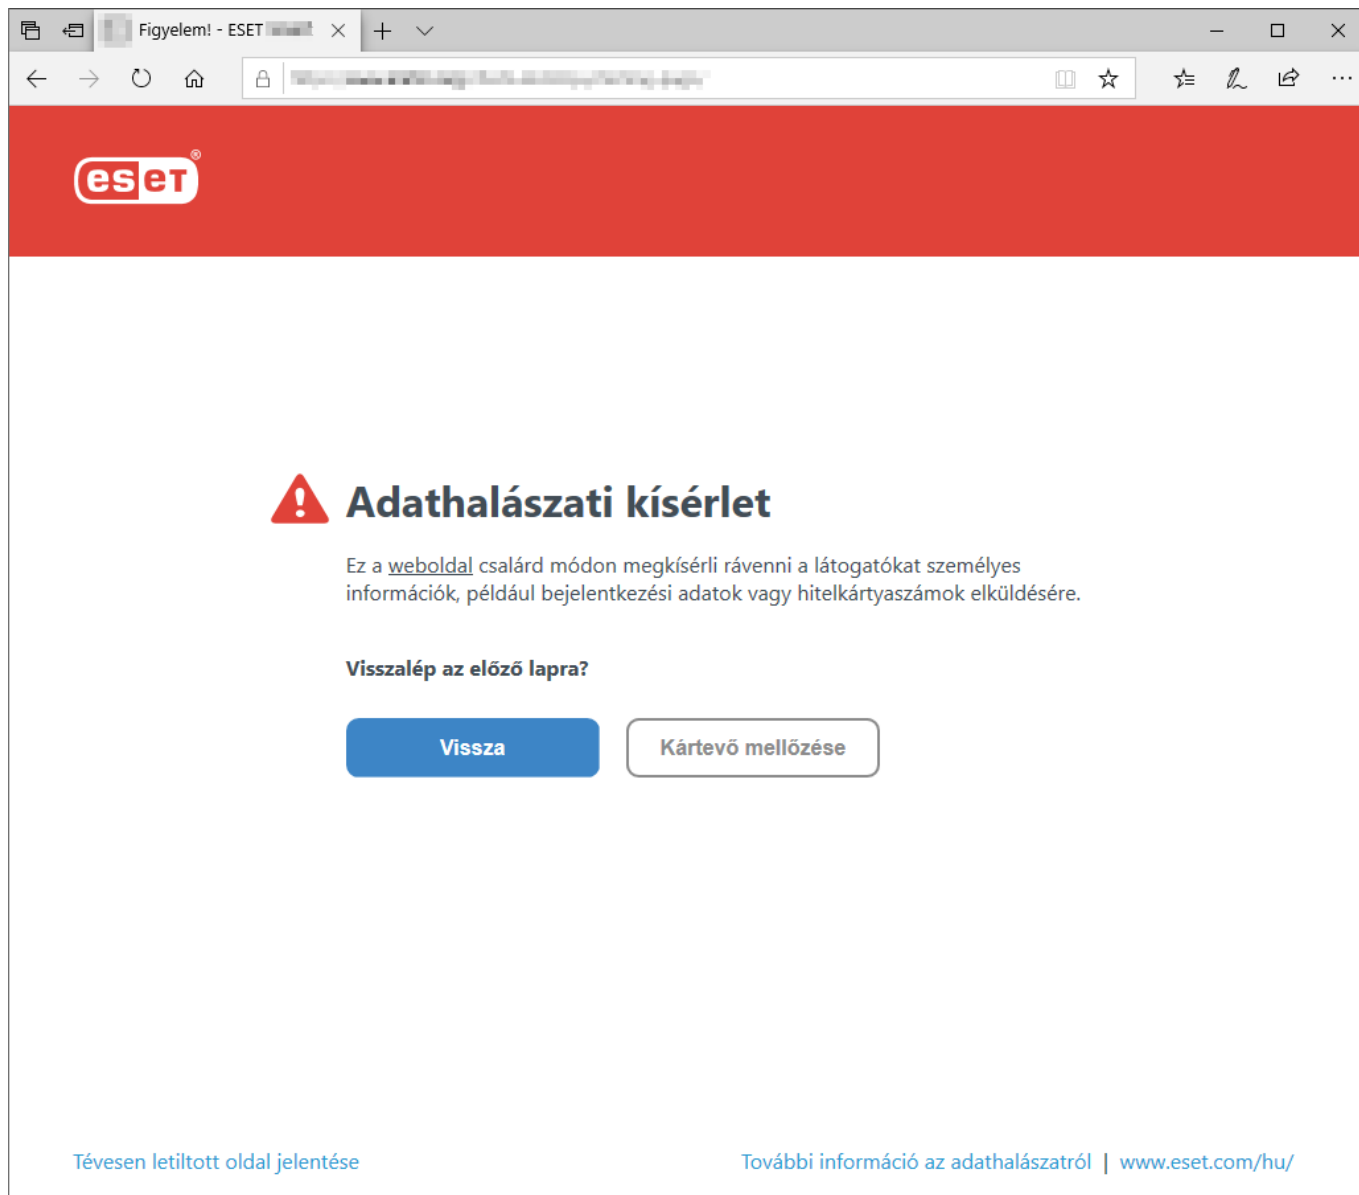 Figyelem! - ESET
eset®
Adathalászati kísérlet
Ez a weboldal csalárd módon megkísérli rávenni a látogatókat személyes
információk, például bejelentkezési adatok vagy hitelkártyaszámok elküldésére.
Visszalép az előző lapra?
Vissza
Kártevő mellőzése
Tévesen letiltott oldal jelentése
További információ az adathalászatról | www.eset.com/hu/